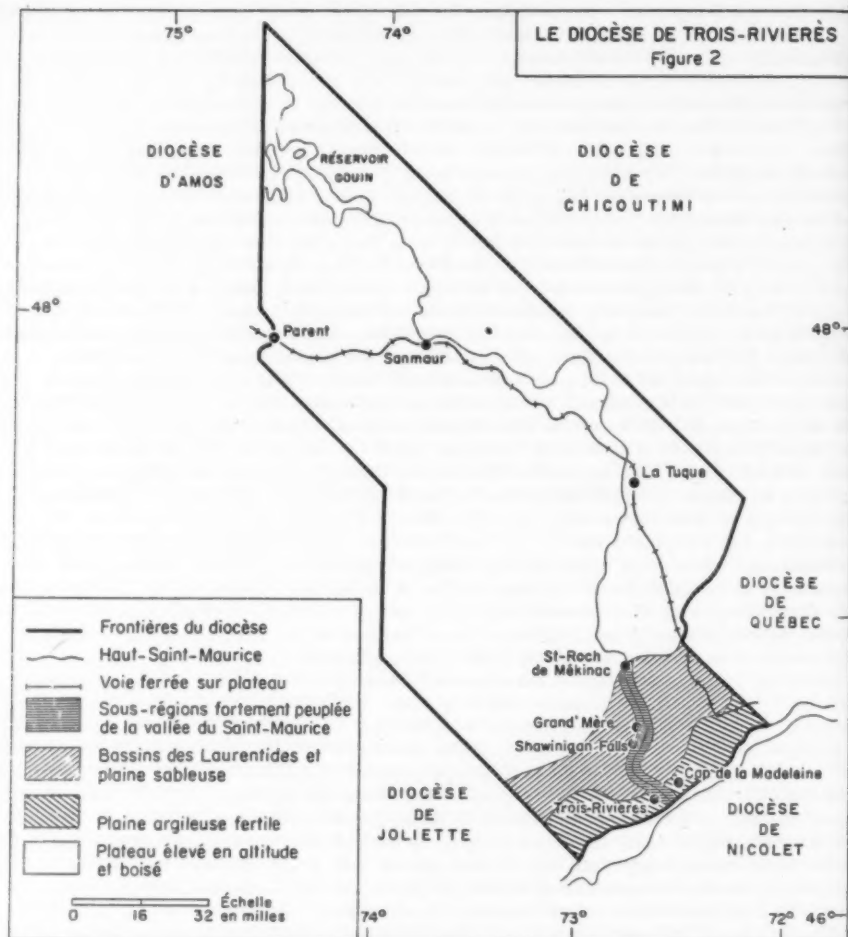 75°
74°
LE DIOCÈSE DE TROIS-RIVIERÈS
Figure 2
DIOCÈSE
D'AMOS
RÉSERVOIR
GOUIN
DIOCÈSE
DE
CHICOUTIMI
48°
48°
Parent
Sanmaur
La Tuque
DIOCÈSE
DE
QUÉBEC
St-Roch
de Mékinac
Grand'Mère
Shawinigan Falls
Cap de la Madeleine
Trois-Rivières
DIOCÈSE
DE
JOLIETTE
DIOCÈSE
DE
NICOLET
Frontières du diocèse
Haut-Saint-Maurice
Voie ferrée sur plateau
Sous-régions fortement peuplée
de la vallée du Saint-Maurice
Bassins des Laurentides et
plaine sableuse
Plaine argileuse fertile
Plateau élevé en altitude
et boisé
Échelle
0 16 32 en milles
74°
73°
72° 46°